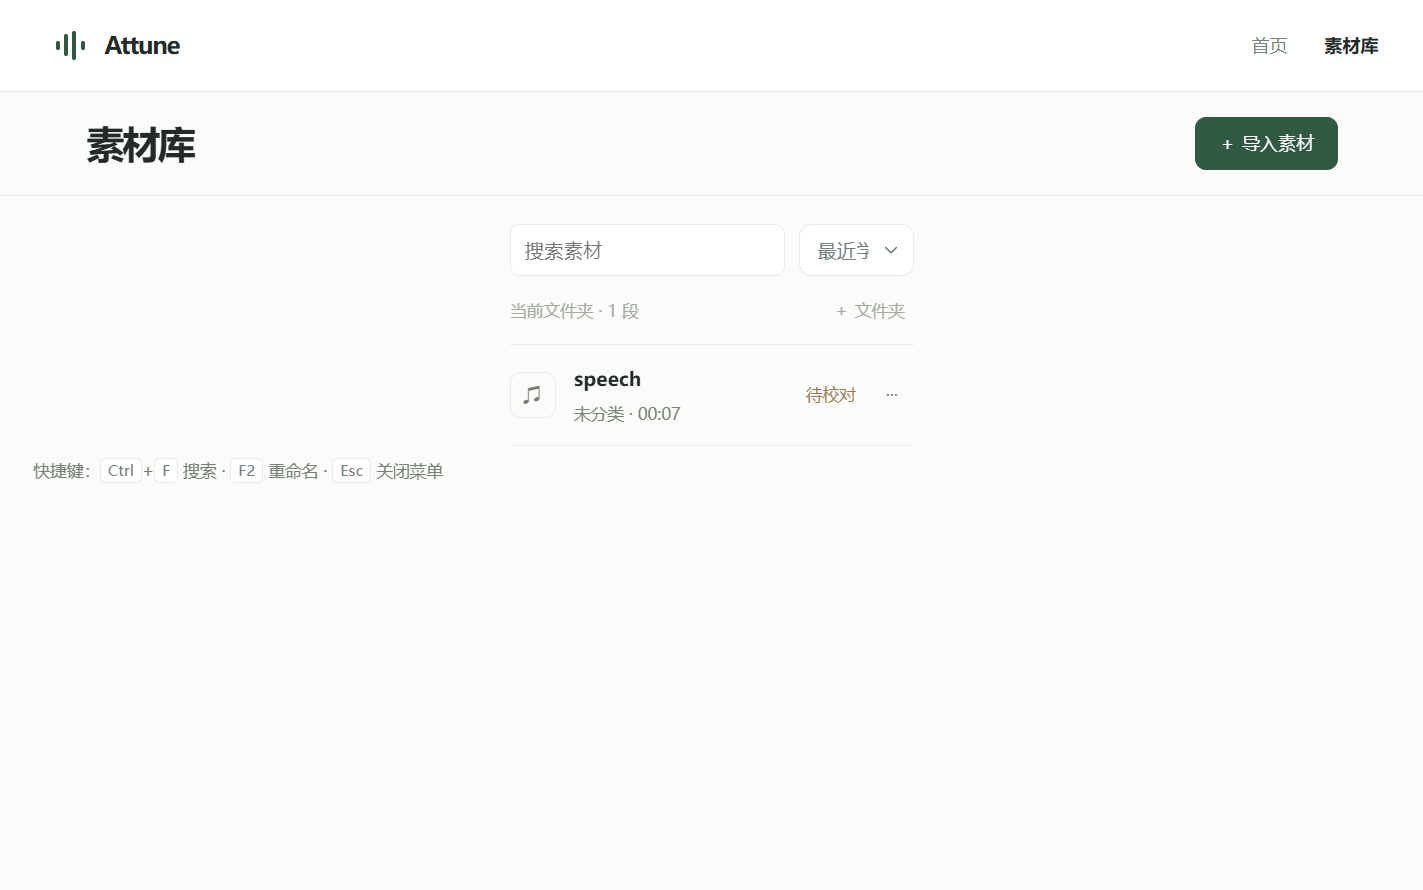 Attune
首页
素材库
素材库
+ 导入素材
搜索素材
最近
当前文件夹 · 1 段
+ 文件夹
speech
未分类 · 00:07
待校对
···
快捷键： Ctrl + F 搜索 · F2 重命名 · Esc 关闭菜单